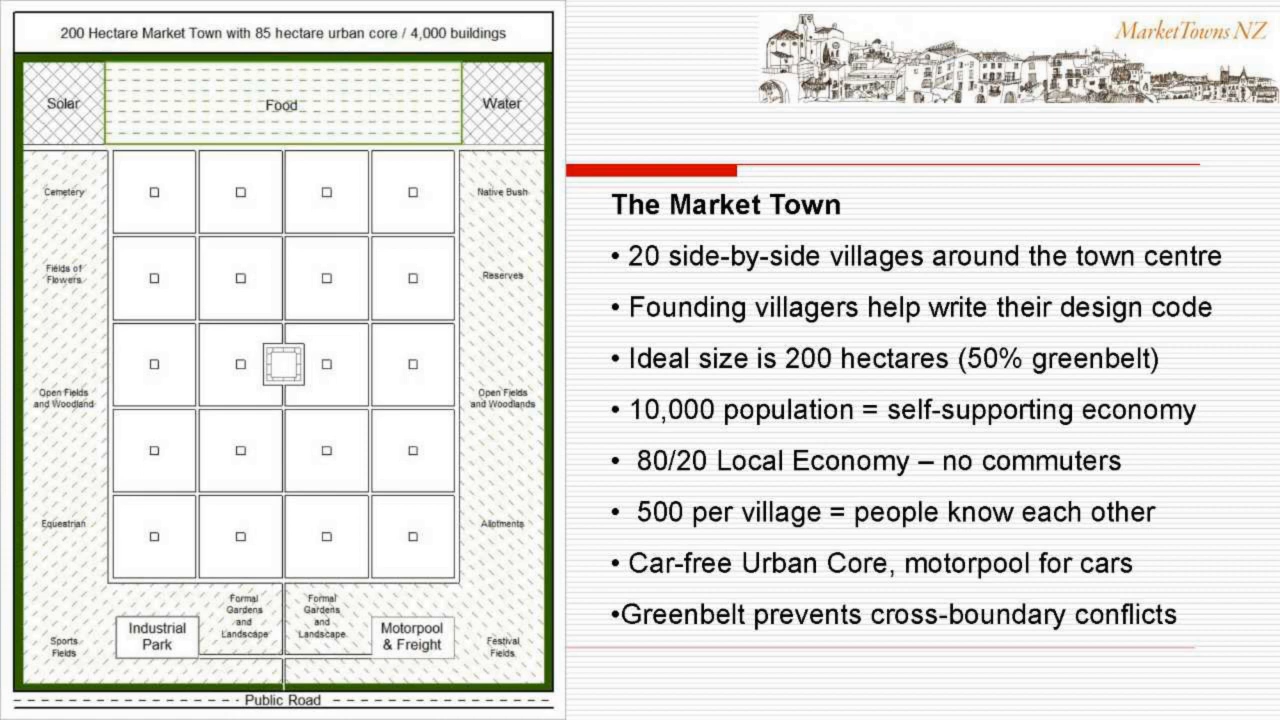 200 Hectare Market Town with 85 hectare urban core / 4,000 buildings
Solar
Food
Water
Cemetery
Native Bush
Fields of
Flowers
Reserves
Open Fields
and Woodland
Open Fields
and Woodlands
Equestrian
Allotments
Formal
Gardens
and
Landscape
Formal
Gardens
and
Landscape
Industrial
Park
Motorpool
& Freight
Sports
Fields
Festival
Fields
Public Road
MarketTowns NZ
The Market Town
• 20 side-by-side villages around the town centre
• Founding villagers help write their design code
• Ideal size is 200 hectares (50% greenbelt)
• 10,000 population = self-supporting economy
• 80/20 Local Economy – no commuters
• 500 per village = people know each other
• Car-free Urban Core, motorpool for cars
•Greenbelt prevents cross-boundary conflicts